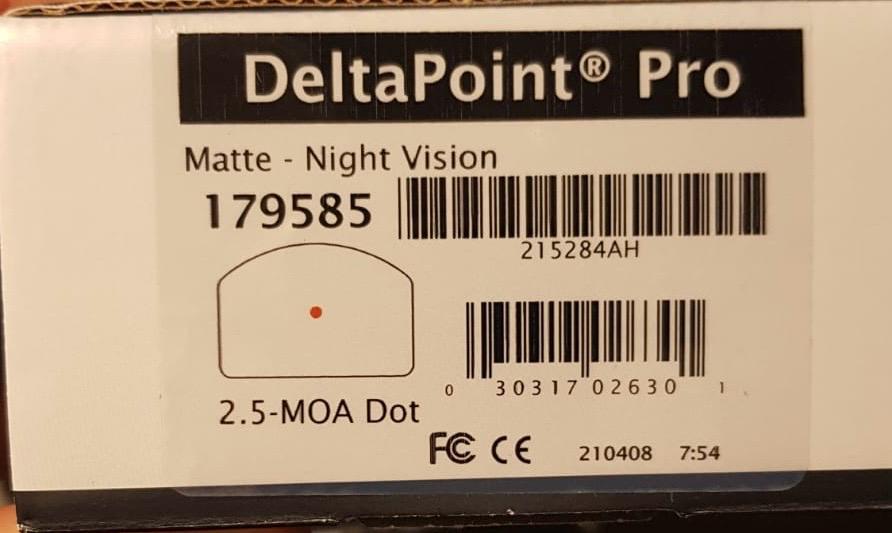 DeltaPoint® Pro
Matte - Night Vision
179585
215284AH
0 30317 02630 1
2.5-MOA Dot
FC CE 210408 7:54